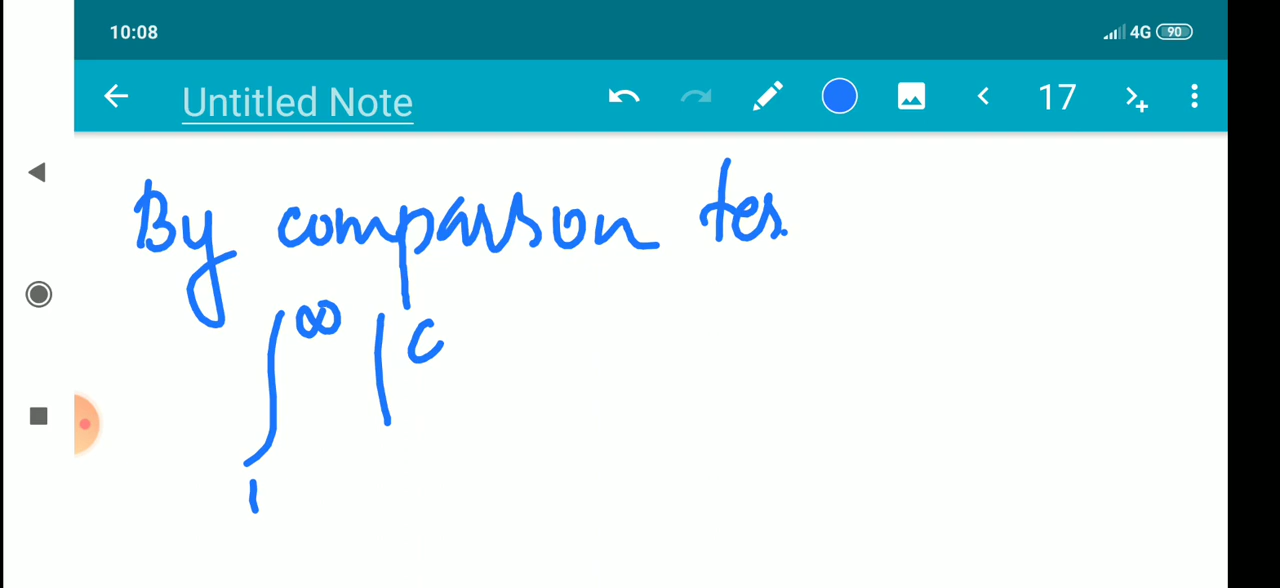 10:08
4G 90
Untitled Note
17
By comparison tes
∫₁^∞ |c